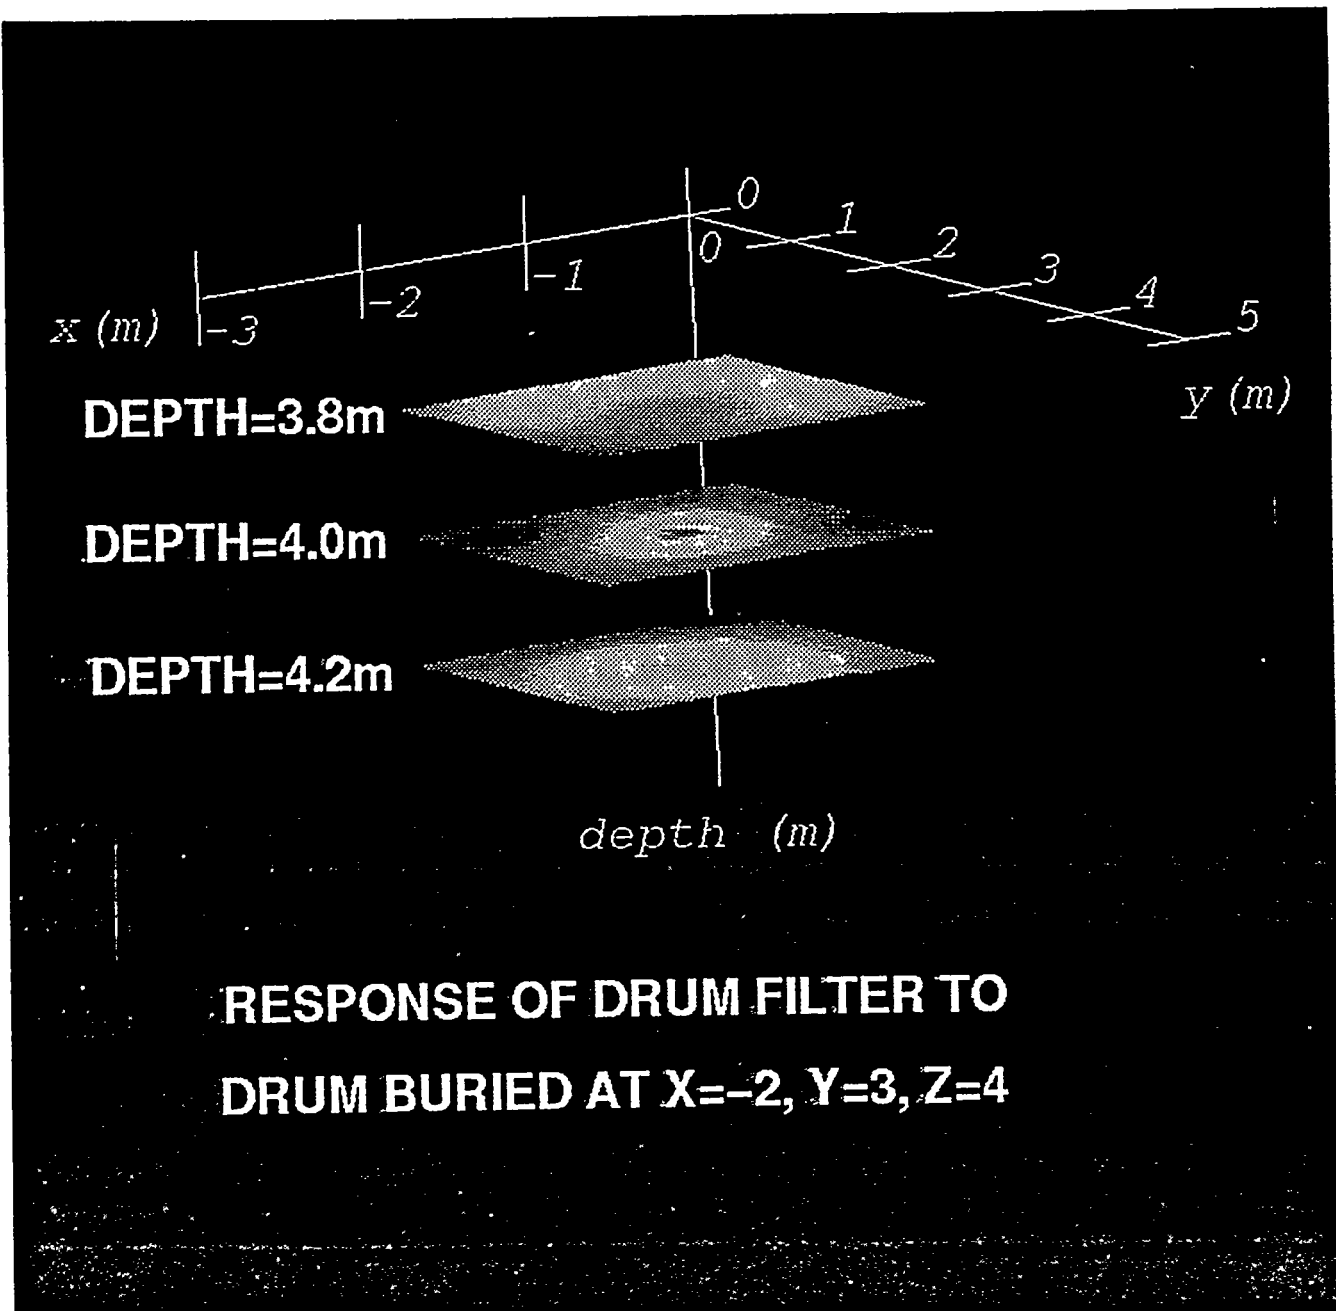 0
0
1
2
3
4
5
-1
-2
-3
x (m)
y (m)
DEPTH=3.8m
DEPTH=4.0m
DEPTH=4.2m
depth (m)
RESPONSE OF DRUM FILTER TO
DRUM BURIED AT X=-2, Y=3, Z=4